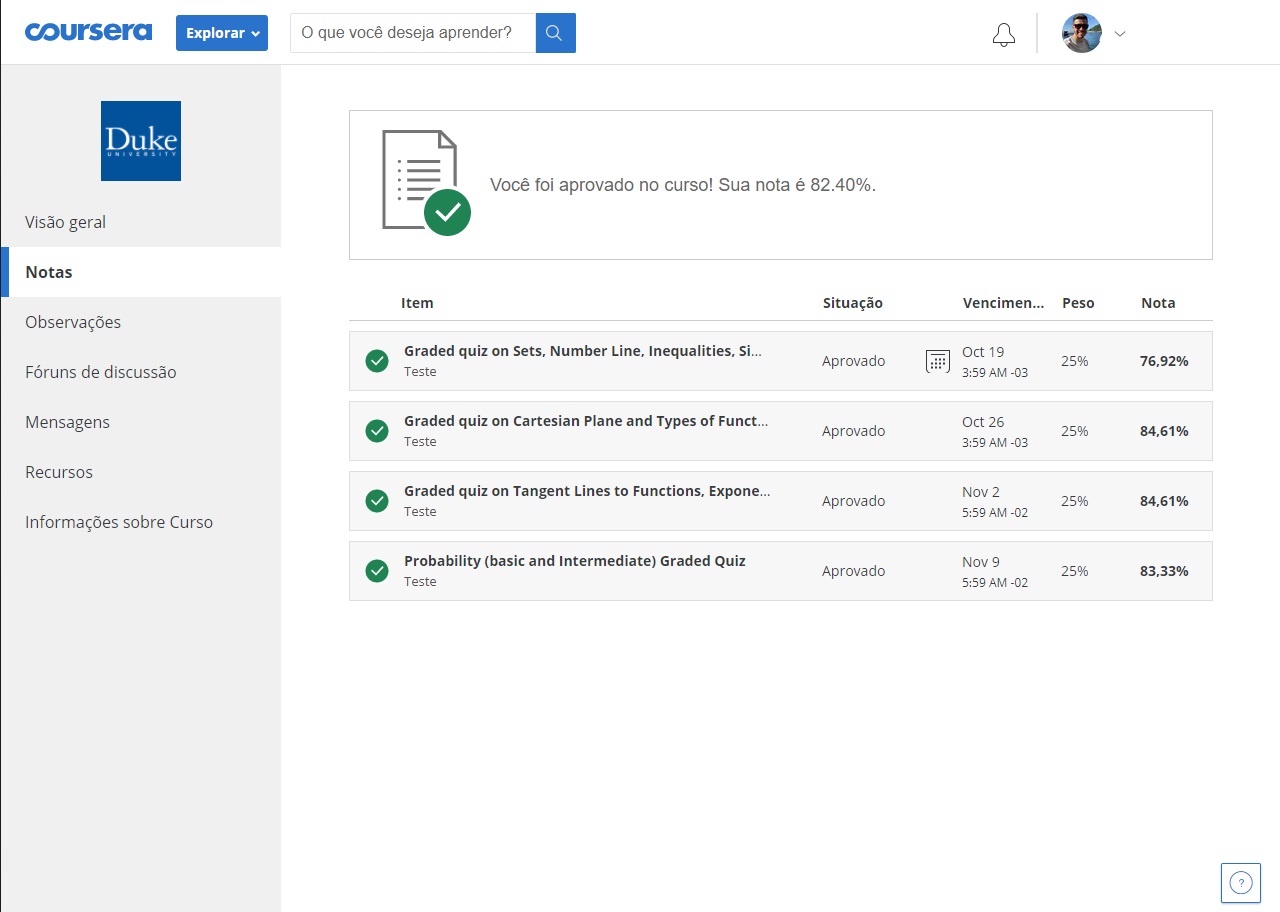 coursera
Explorar
O que você deseja aprender?
Duke
UNIVERSITY
Visão geral
Notas
Observações
Fóruns de discussão
Mensagens
Recursos
Informações sobre Curso
Você foi aprovado no curso! Sua nota é 82.40%.
Item Situação Vencimen... Peso Nota
Graded quiz on Sets, Number Line, Inequalities, Si...
Teste
Aprovado
Oct 19
3:59 AM -03
25%
76,92%
Graded quiz on Cartesian Plane and Types of Funct...
Teste
Aprovado
Oct 26
3:59 AM -03
25%
84,61%
Graded quiz on Tangent Lines to Functions, Expone...
Teste
Aprovado
Nov 2
5:59 AM -02
25%
84,61%
Probability (basic and Intermediate) Graded Quiz
Teste
Aprovado
Nov 9
5:59 AM -02
25%
83,33%
?